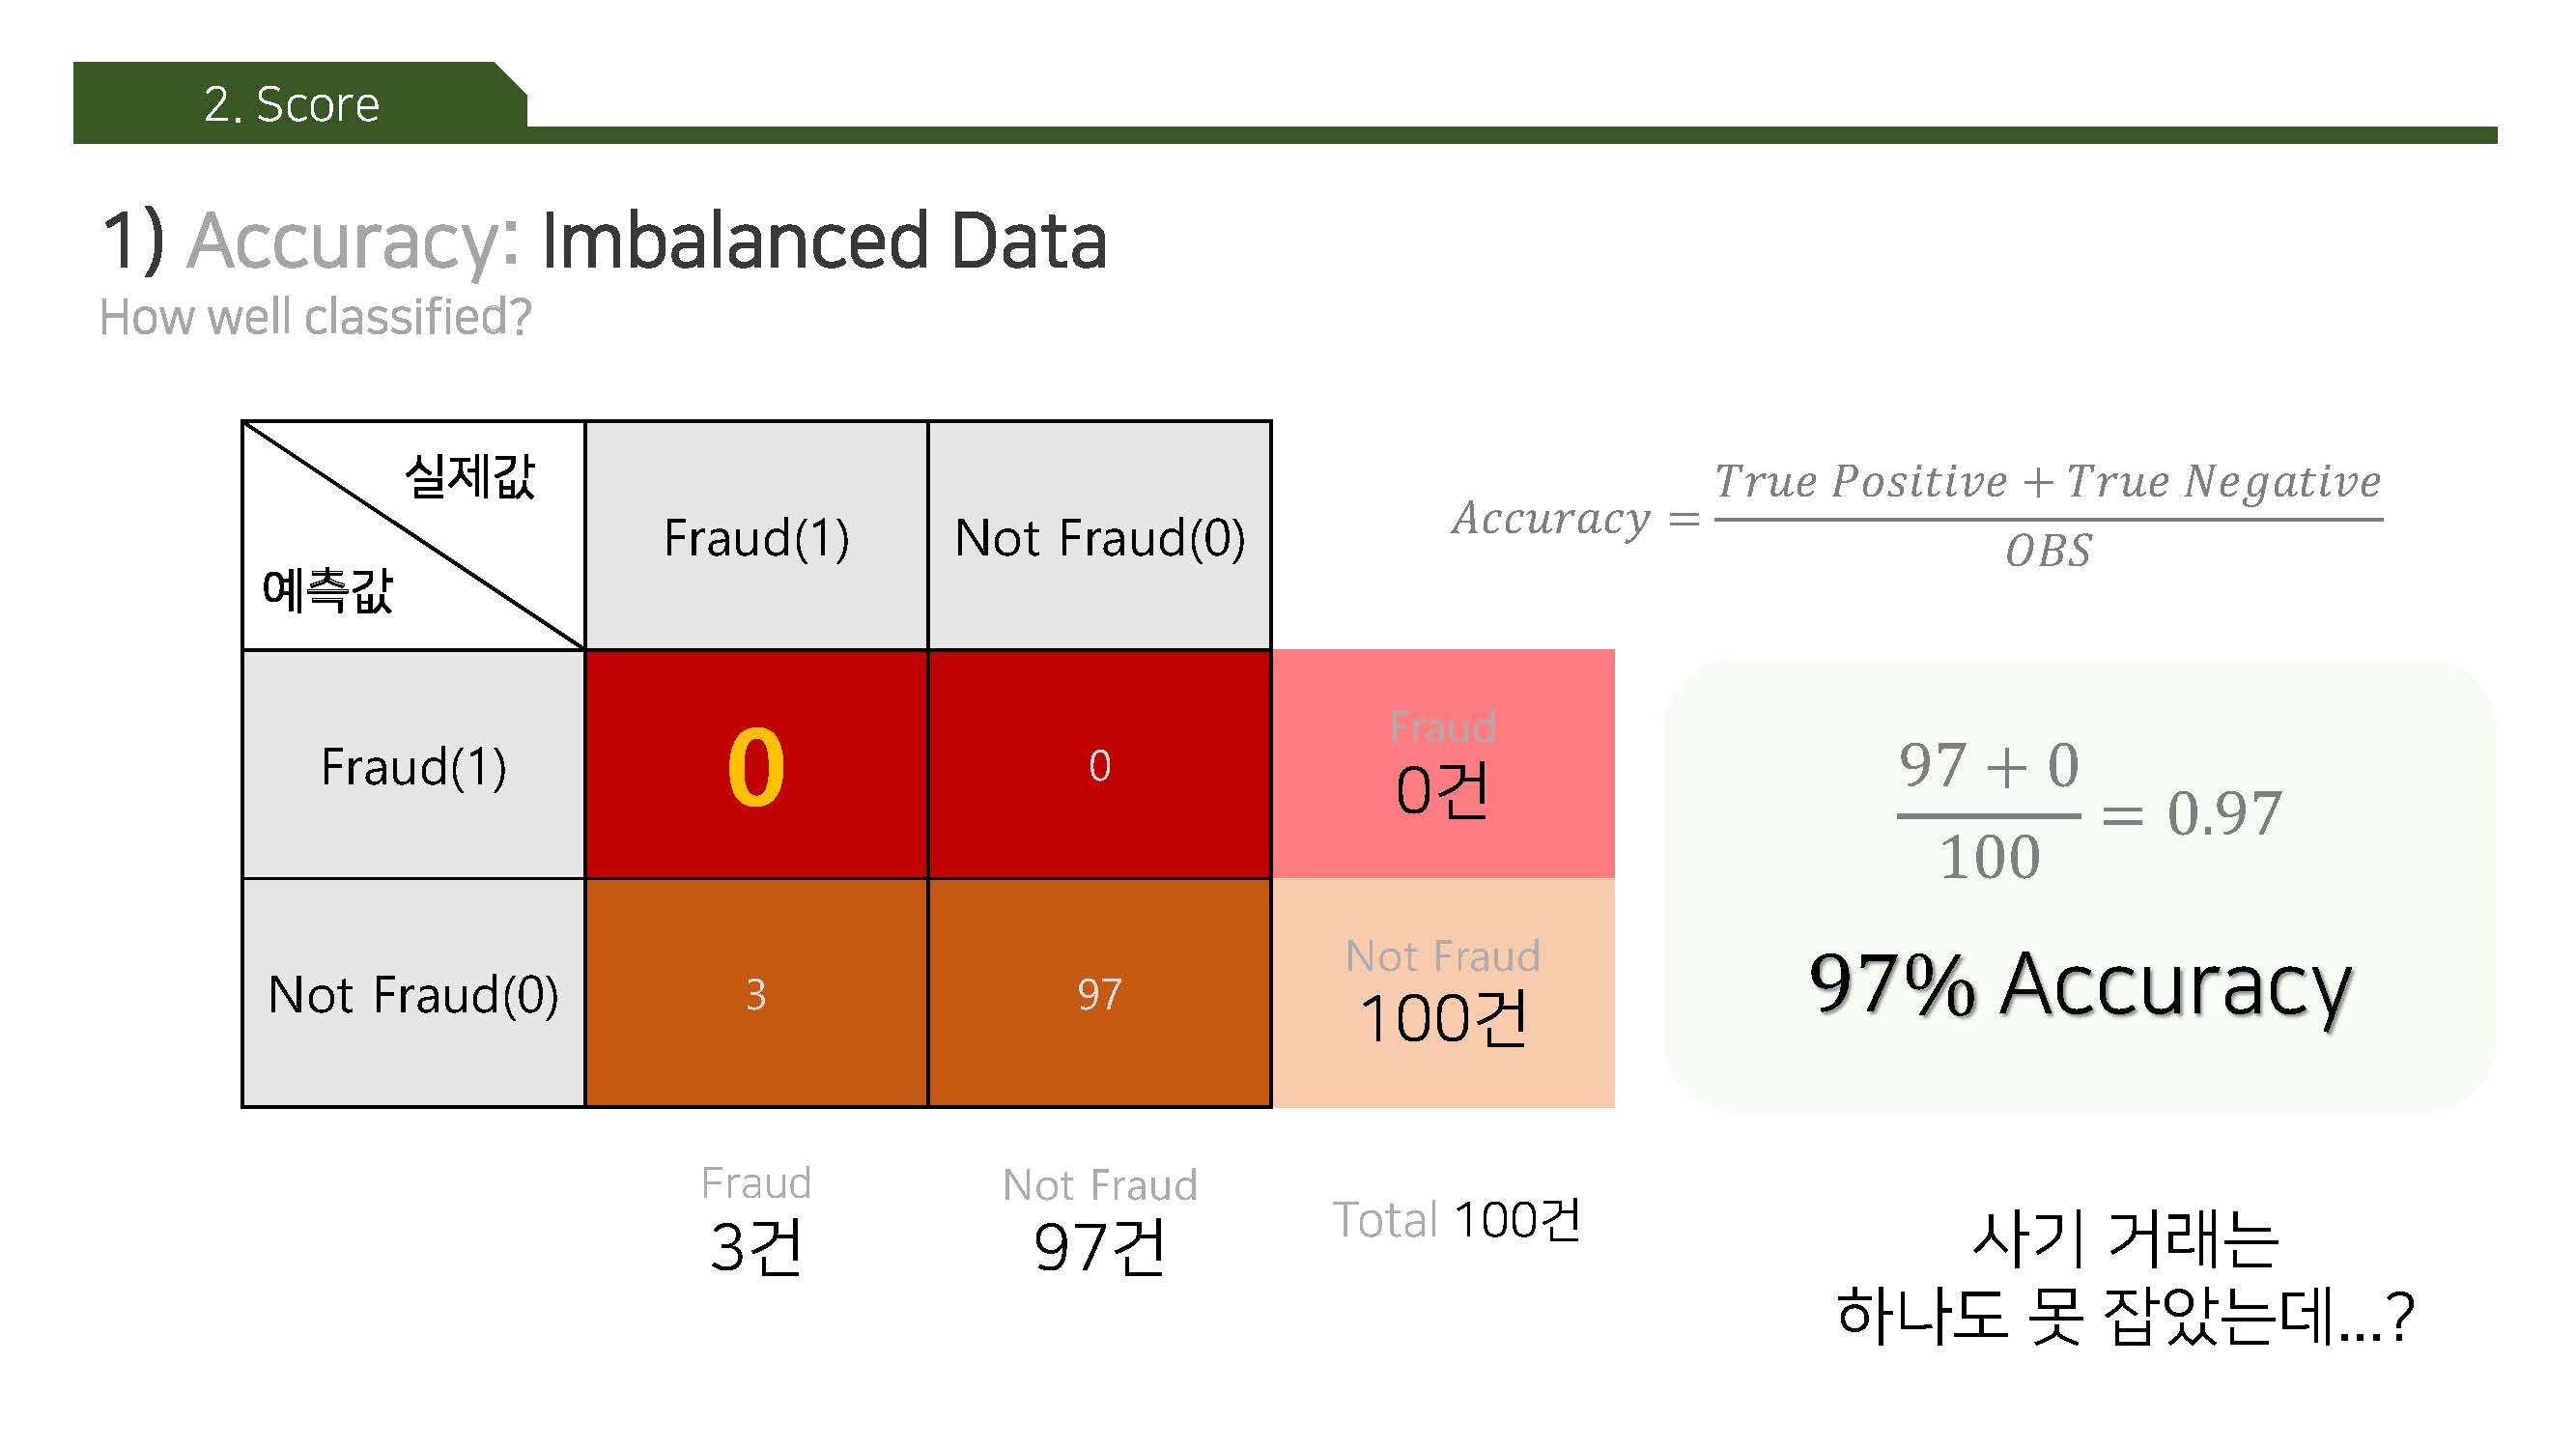 2. Score
1) Accuracy: Imbalanced Data
How well classified?
실제값
예측값
Fraud(1)
Not Fraud(0)
Fraud(1)
0
0
Fraud
0건
Not Fraud(0)
3
97
Not Fraud
100건
Fraud
3건
Not Fraud
97건
Total 100건
Accuracy = True Positive + True Negative / OBS
97 + 0 / 100 = 0.97
97% Accuracy
사기 거래는
하나도 못 잡았는데...?